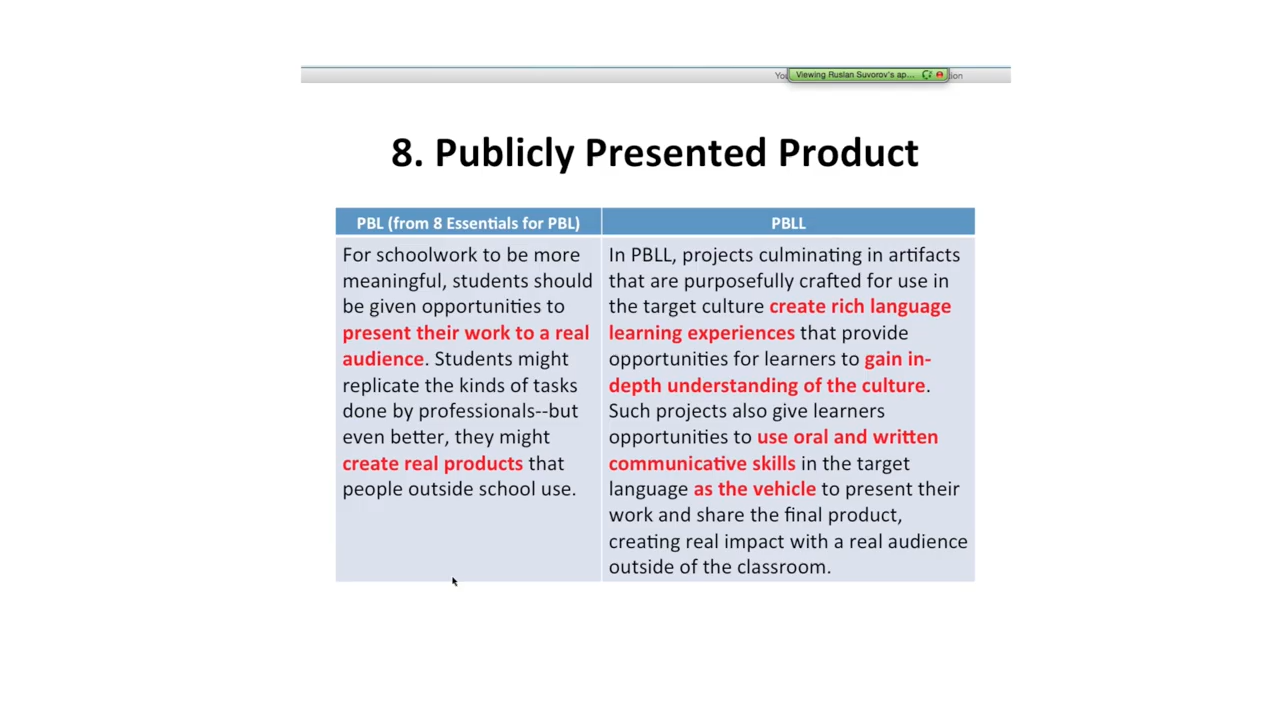 You
Viewing Ruslan Suvorov's ap...
ion
8. Publicly Presented Product
PBL (from 8 Essentials for PBL)
PBLL
For schoolwork to be more
meaningful, students should
be given opportunities to
present their work to a real
audience. Students might
replicate the kinds of tasks
done by professionals--but
even better, they might
create real products that
people outside school use.
In PBLL, projects culminating in artifacts
that are purposefully crafted for use in
the target culture create rich language
learning experiences that provide
opportunities for learners to gain in-
depth understanding of the culture.
Such projects also give learners
opportunities to use oral and written
communicative skills in the target
language as the vehicle to present their
work and share the final product,
creating real impact with a real audience
outside of the classroom.